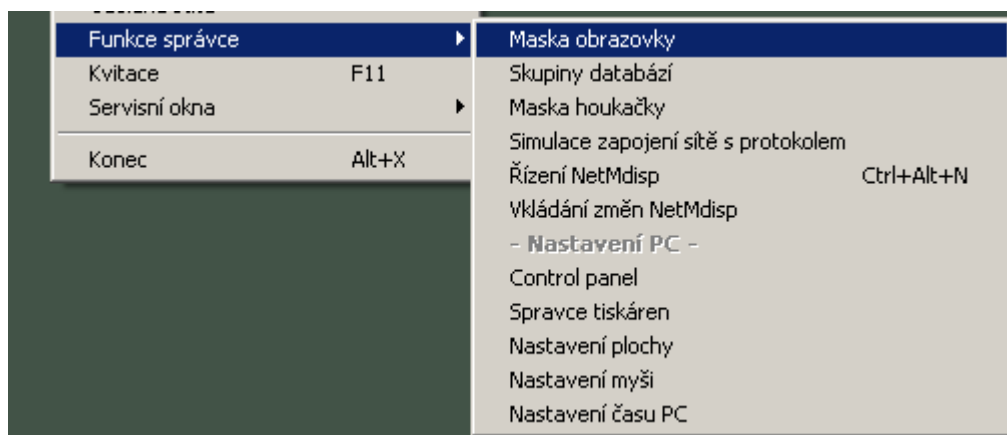 Funkce správce
Kvitace F11
Servisní okna
Konec Alt+X
Maska obrazovky
Skupiny databází
Maska houkačky
Simulace zapojení sítě s protokolem
Řízení NetMdisp Ctrl+Alt+N
Vkládání změn NetMdisp
- Nastavení PC -
Control panel
Spravce tiskáren
Nastavení plochy
Nastavení myši
Nastavení času PC